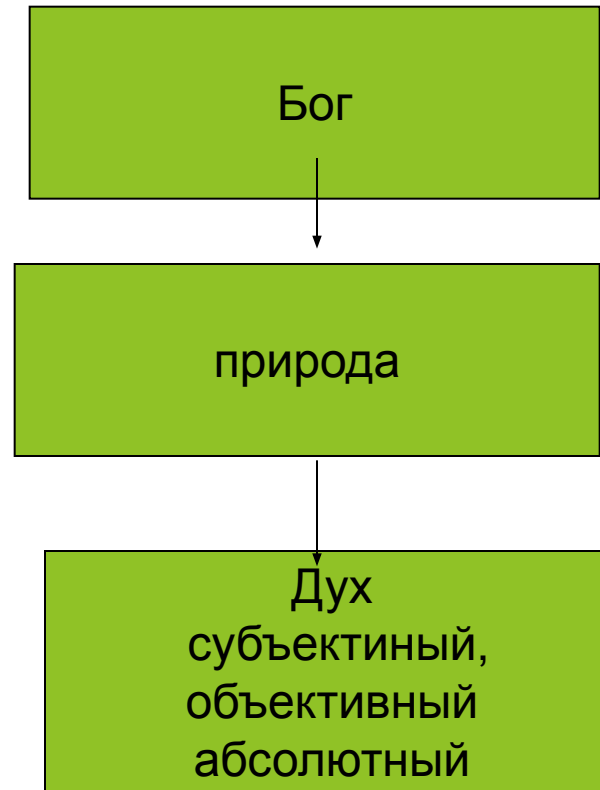 Бог
природа
Дух
субъектиный,
объективный
абсолютный